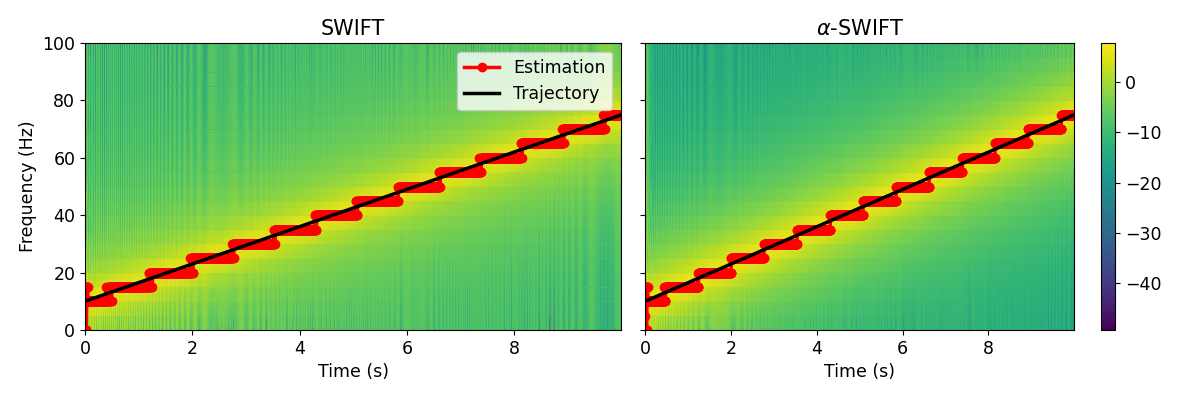 SWIFT
α-SWIFT
Estimation
Trajectory
Frequency (Hz)
100
80
60
40
20
0
0 2 4 6 8
0 2 4 6 8
Time (s)
Time (s)
0
−10
−20
−30
−40